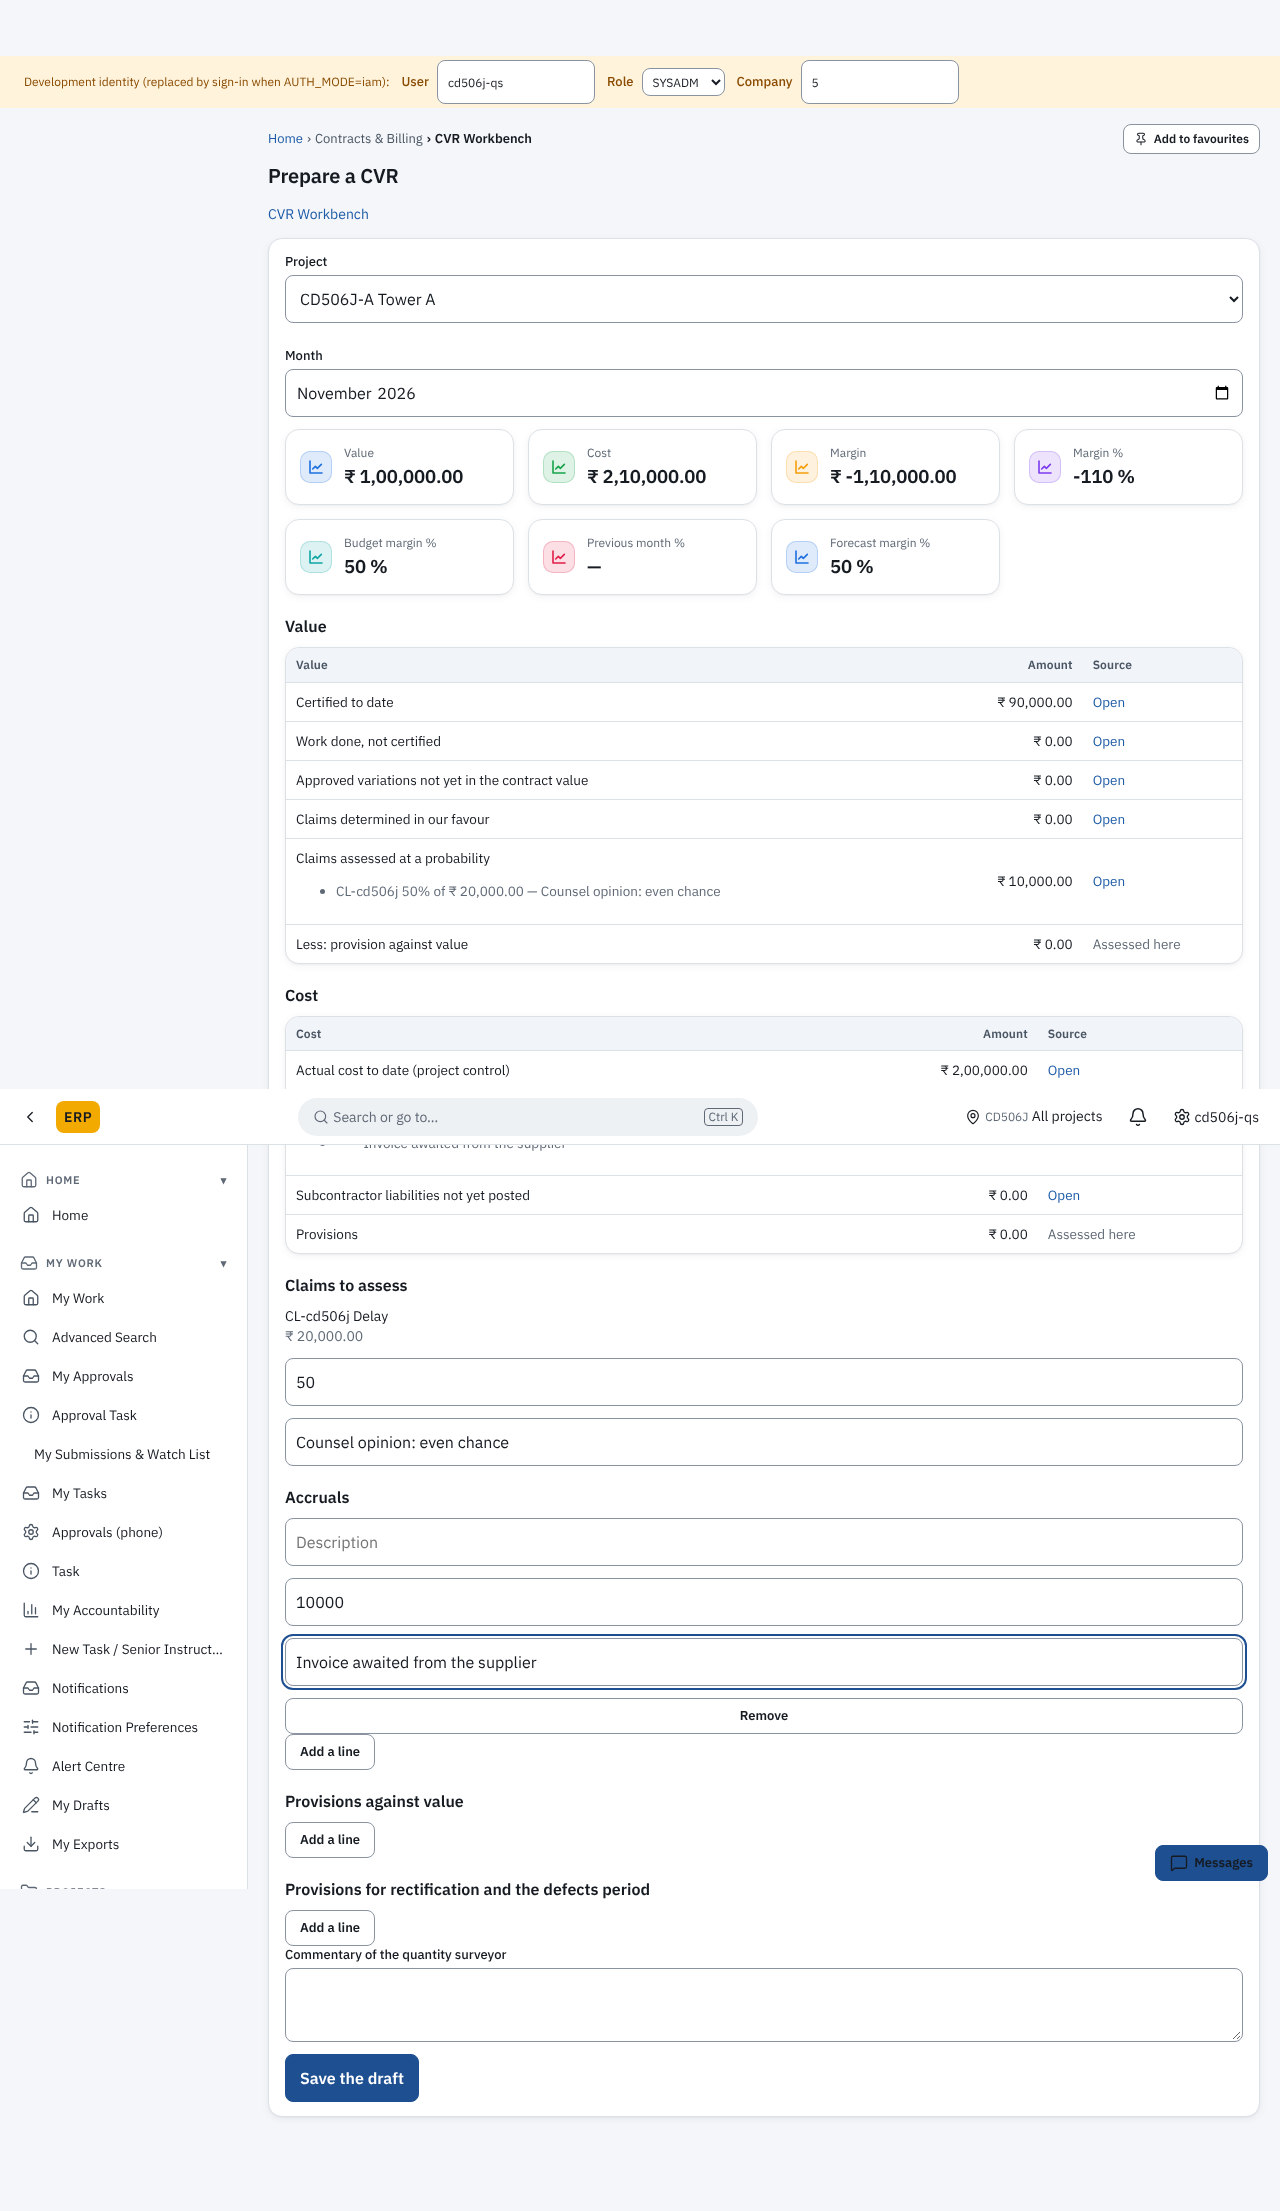 Development identity (replaced by sign-in when AUTH_MODE=iam): User cd506j-qs Role SYSADM Company 5
Home › Contracts & Billing › CVR Workbench
Add to favourites
Prepare a CVR
CVR Workbench
Project
CD506J-A Tower A
Month
November 2026
Value
₹ 1,00,000.00
Cost
₹ 2,10,000.00
Margin
₹ -1,10,000.00
Margin %
-110 %
Budget margin %
50 %
Previous month %
—
Forecast margin %
50 %
Value
Value Amount Source
Certified to date ₹ 90,000.00 Open
Work done, not certified ₹ 0.00 Open
Approved variations not yet in the contract value ₹ 0.00 Open
Claims determined in our favour ₹ 0.00 Open
Claims assessed at a probability ₹ 10,000.00 Open
• CL-cd506j 50% of ₹ 20,000.00 — Counsel opinion: even chance
Less: provision against value ₹ 0.00 Assessed here
Cost
Cost Amount Source
Actual cost to date (project control) ₹ 2,00,000.00 Open
ERP
Search or go to... Ctrl K
CD506J All projects
cd506j-qs
Invoice awaited from the supplier
Subcontractor liabilities not yet posted ₹ 0.00 Open
Provisions ₹ 0.00 Assessed here
HOME
Home
MY WORK
My Work
Advanced Search
My Approvals
Approval Task
My Submissions & Watch List
My Tasks
Approvals (phone)
Task
My Accountability
New Task / Senior Instruct...
Notifications
Notification Preferences
Alert Centre
My Drafts
My Exports
Claims to assess
CL-cd506j Delay
₹ 20,000.00
50
Counsel opinion: even chance
Accruals
Description
10000
Invoice awaited from the supplier
Remove
Add a line
Provisions against value
Add a line
Messages
Provisions for rectification and the defects period
Add a line
Commentary of the quantity surveyor
Save the draft